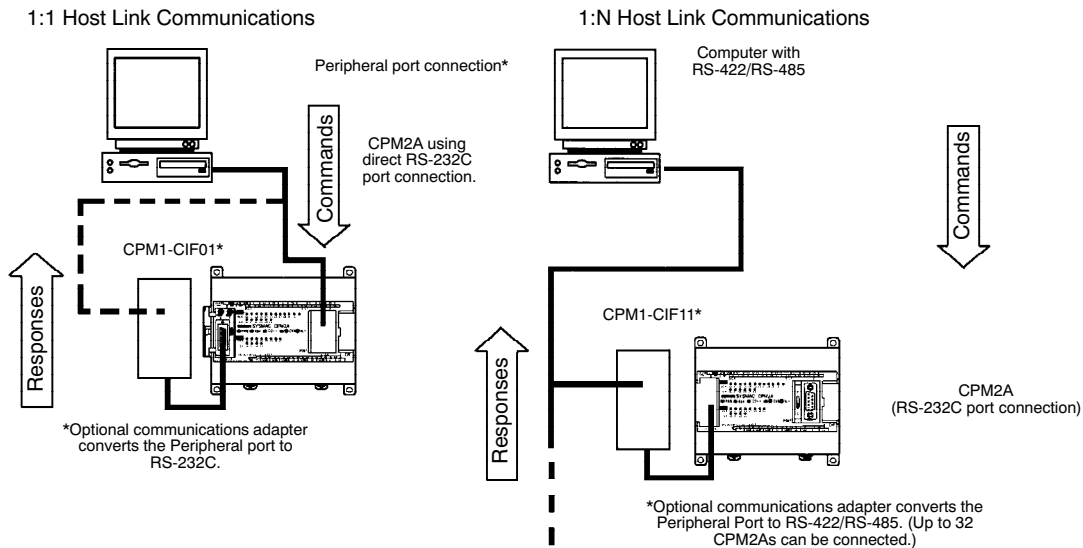 1:1 Host Link Communications
Peripheral port connection*
CPM2A using
direct RS-232C
port connection.
Commands
CPM1-CIF01*
Responses
SYSMAC CPM2A
*Optional communications adapter
converts the Peripheral port to
RS-232C.
1:N Host Link Communications
Computer with
RS-422/RS-485
Commands
CPM1-CIF11*
Responses
CPM2A
(RS-232C port connection)
*Optional communications adapter converts the
Peripheral Port to RS-422/RS-485. (Up to 32
CPM2As can be connected.)